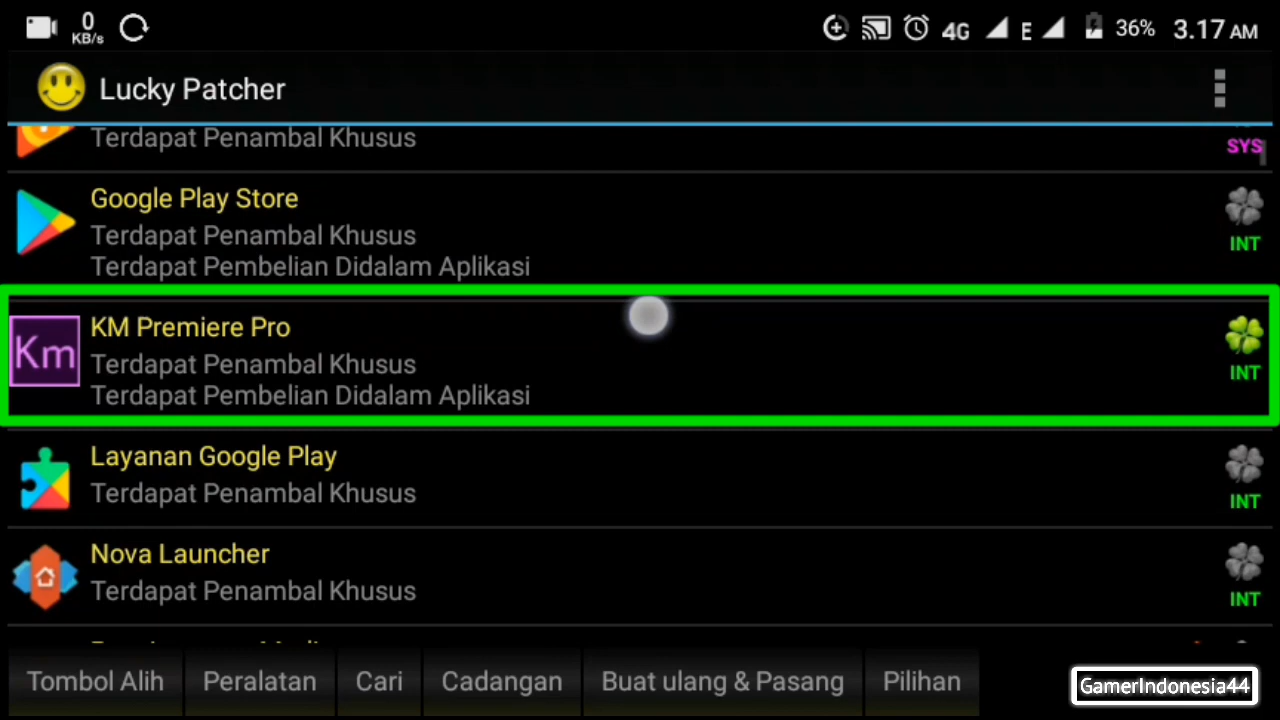 0
KB/s
4G
E
36%
3.17 AM
Lucky Patcher
Terdapat Penambal Khusus
SYS
Google Play Store
Terdapat Penambal Khusus
Terdapat Pembelian Didalam Aplikasi
INT
Km
KM Premiere Pro
Terdapat Penambal Khusus
Terdapat Pembelian Didalam Aplikasi
INT
Layanan Google Play
Terdapat Penambal Khusus
INT
Nova Launcher
Terdapat Penambal Khusus
INT
Tombol Alih
Peralatan
Cari
Cadangan
Buat ulang & Pasang
Pilihan
GamerIndonesia44